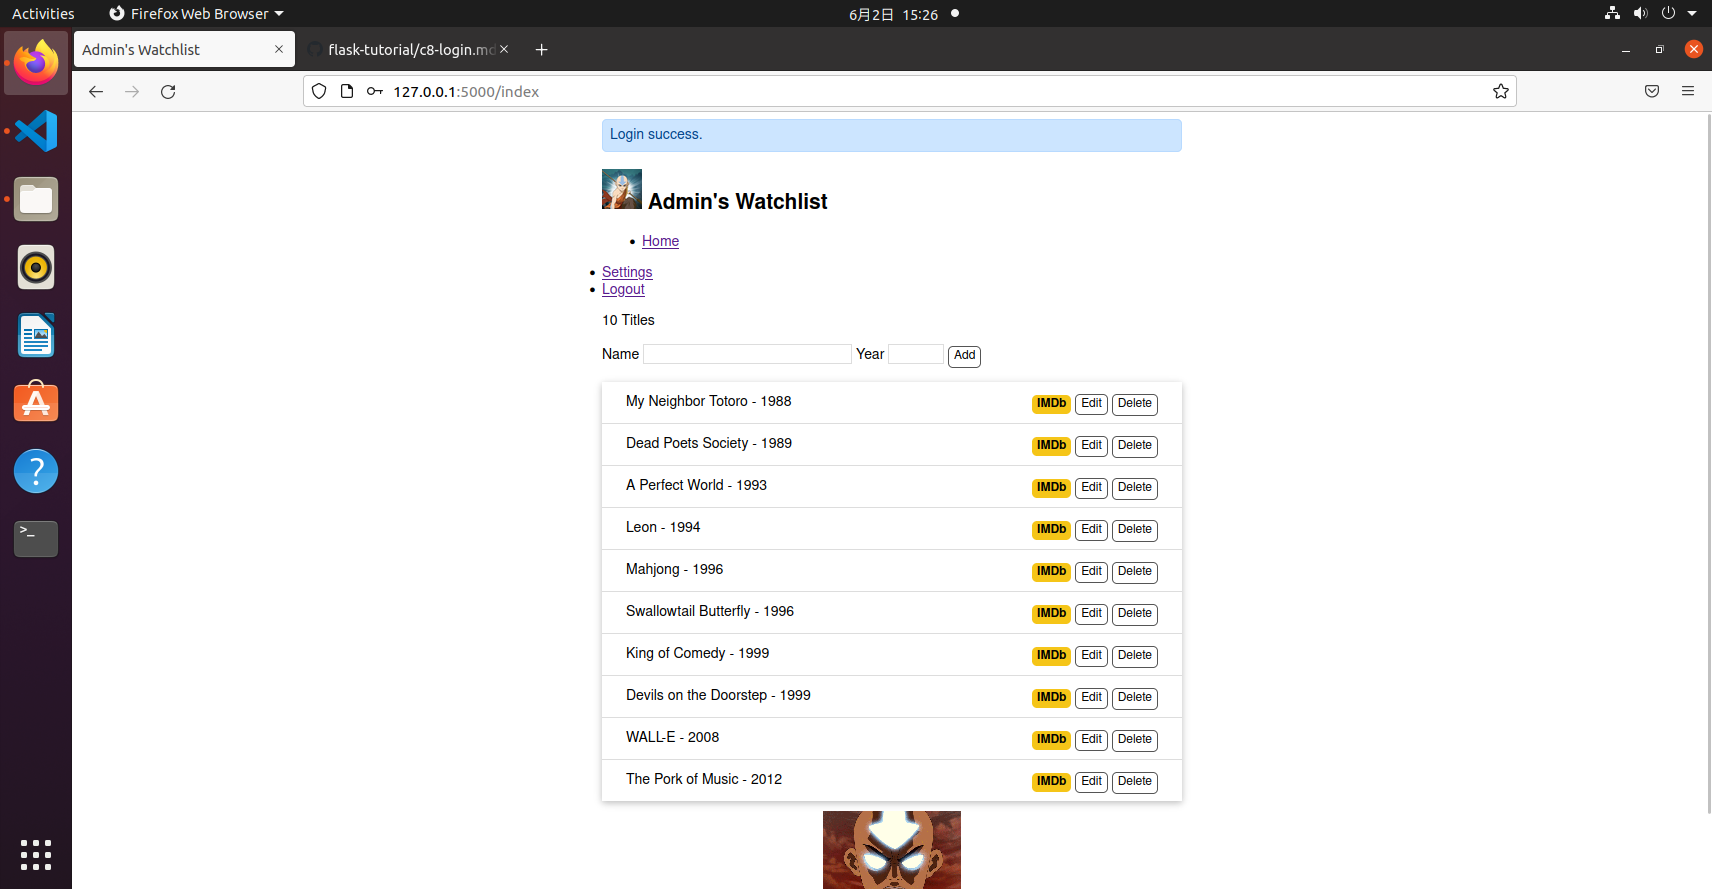 Activities Firefox Web Browser 6月2日 15:26
Admin's Watchlist flask-tutorial/c8-login.md
127.0.0.1:5000/index
Login success.
Admin's Watchlist
Home
Settings
Logout
10 Titles
Name Year Add
My Neighbor Totoro - 1988 IMDb Edit Delete
Dead Poets Society - 1989 IMDb Edit Delete
A Perfect World - 1993 IMDb Edit Delete
Leon - 1994 IMDb Edit Delete
Mahjong - 1996 IMDb Edit Delete
Swallowtail Butterfly - 1996 IMDb Edit Delete
King of Comedy - 1999 IMDb Edit Delete
Devils on the Doorstep - 1999 IMDb Edit Delete
WALL-E - 2008 IMDb Edit Delete
The Pork of Music - 2012 IMDb Edit Delete